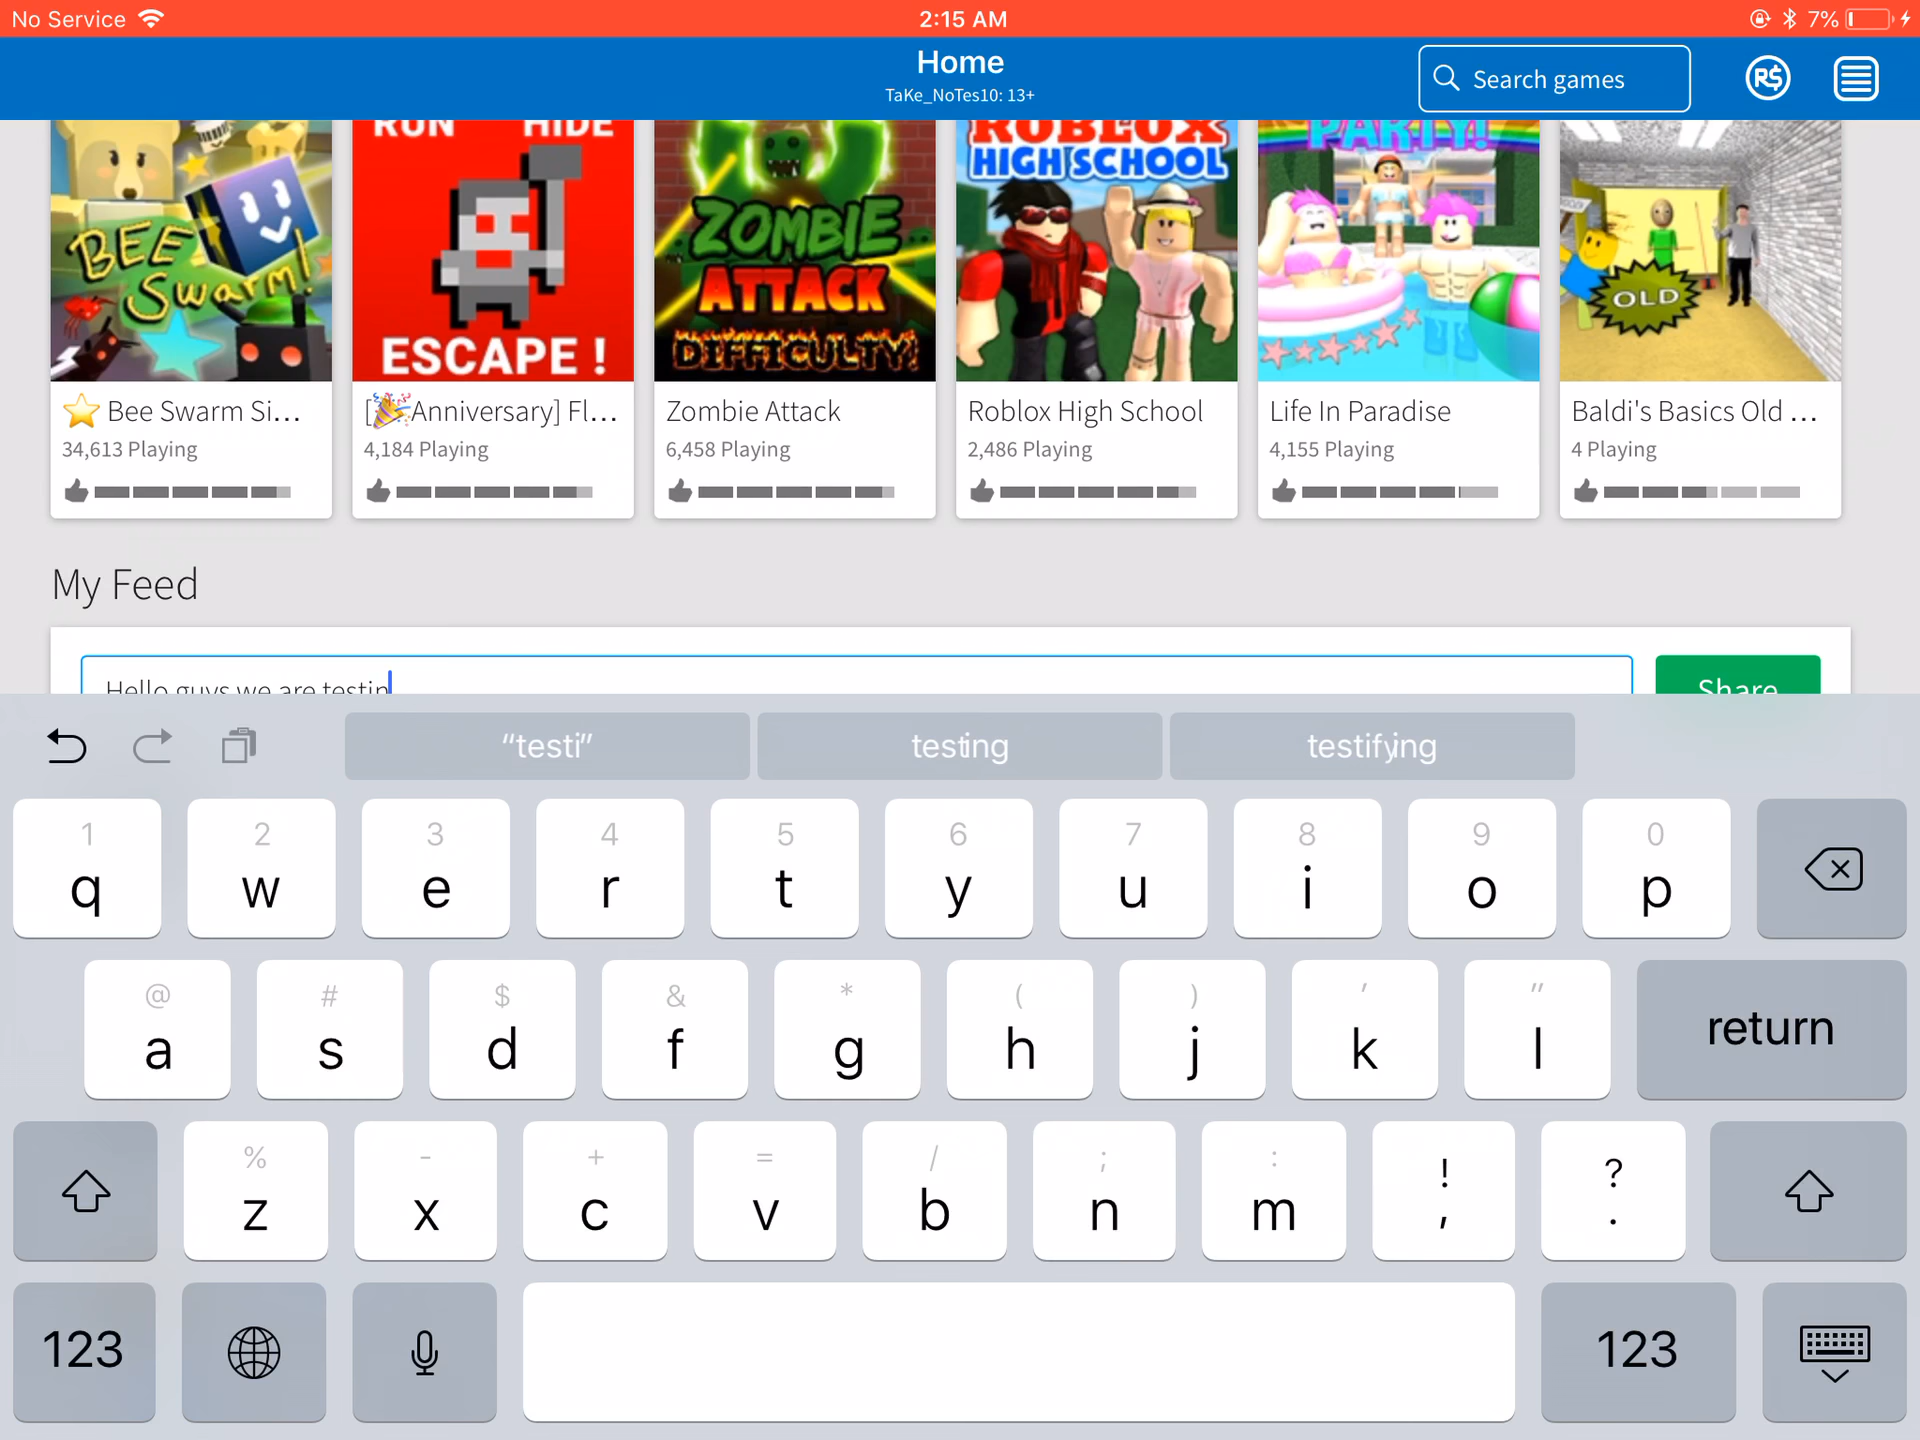 No Service 2:15 AM 7%
Home
TaKe_NoTes10: 13+
Search games
R$
RUN HIDE
ESCAPE !
BEE
Swarm!
ZOMBIE
ATTACK
DIFFICULTY!
ROBLOX
HIGH SCHOOL
PARTY!
OLD
⭐ Bee Swarm Si...
34,613 Playing
[🎉Anniversary] Fl...
4,184 Playing
Zombie Attack
6,458 Playing
Roblox High School
2,486 Playing
Life In Paradise
4,155 Playing
Baldi's Basics Old ...
4 Playing
My Feed
Hello guys we are testin
Share
“testi” testing testifying
1 2 3 4 5 6 7 8 9 0
q w e r t y u i o p
@ # $ & * ( ) ' "
a s d f g h j k l return
% - + = / ; : ! ?
z x c v b n m , .
123 123